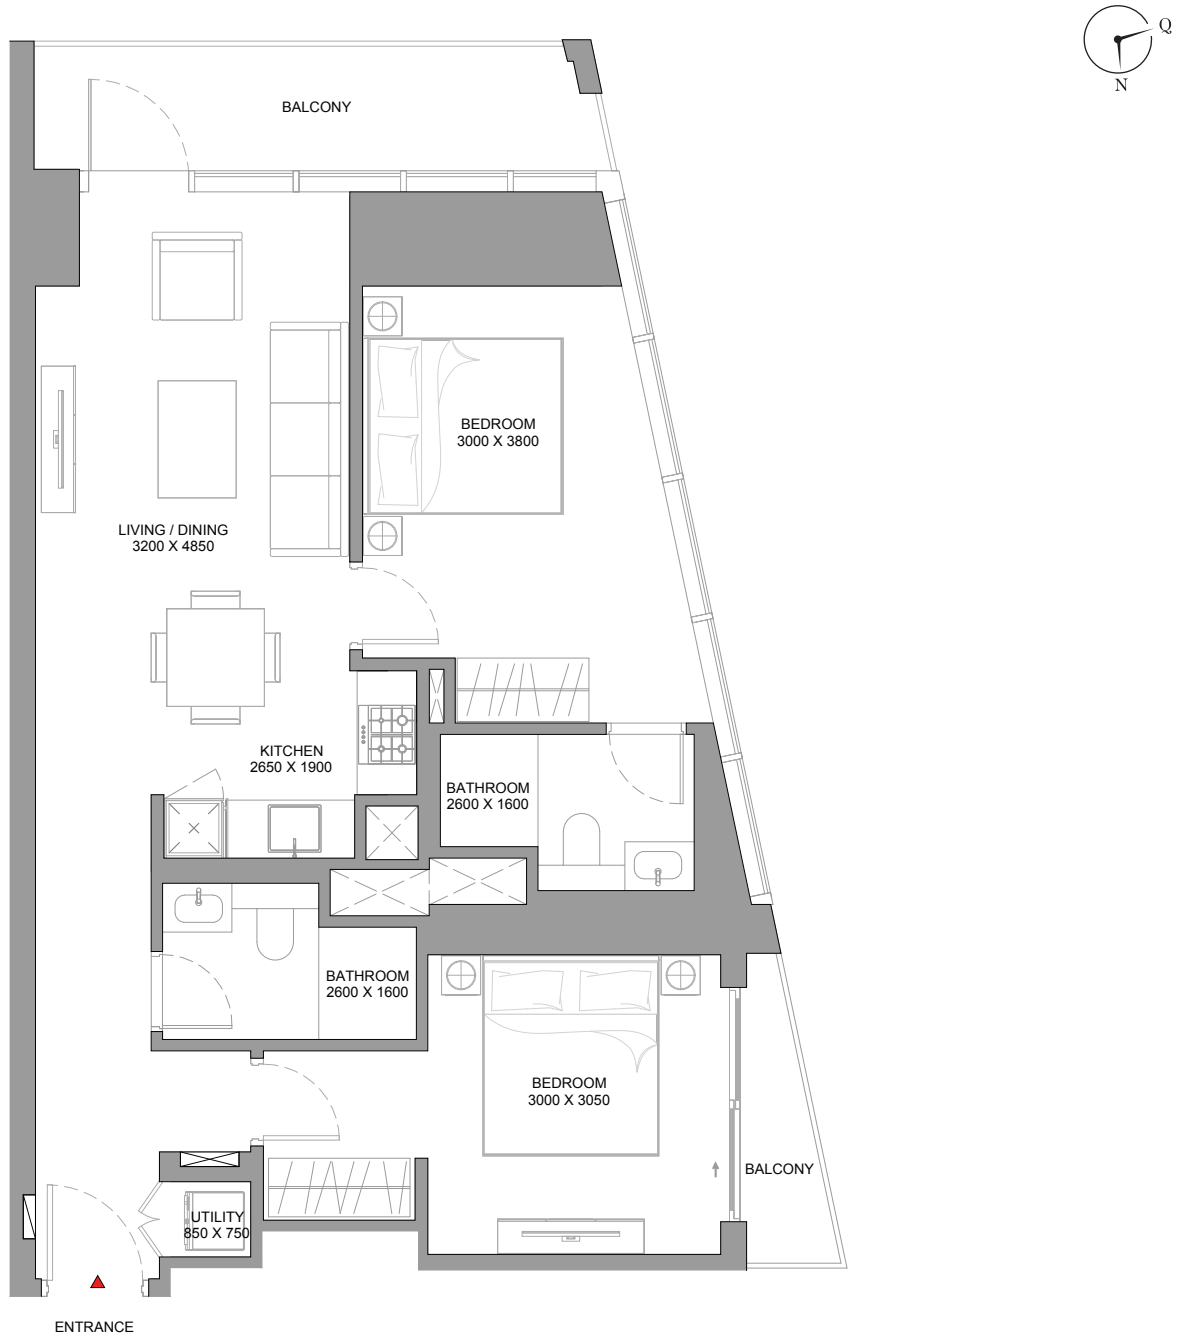 Q
N
BALCONY
BEDROOM
3000 X 3800
LIVING / DINING
3200 X 4850
KITCHEN
2650 X 1900
BATHROOM
2600 X 1600
BATHROOM
2600 X 1600
BEDROOM
3000 X 3050
BALCONY
UTILITY
850 X 750
ENTRANCE